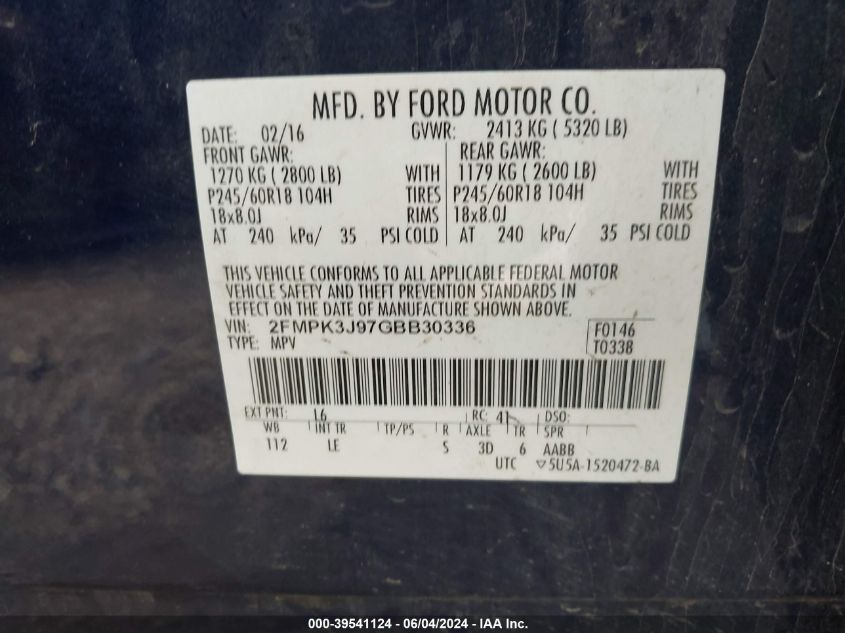 MFD. BY FORD MOTOR CO.
DATE: 02/16 GVWR: 2413 KG ( 5320 LB)
FRONT GAWR: REAR GAWR:
1270 KG ( 2800 LB) WITH 1179 KG ( 2600 LB) WITH
P245/60R18 104H TIRES P245/60R18 104H TIRES
18x8.0J RIMS 18x8.0J RIMS
AT 240 kPa/ 35 PSI COLD AT 240 kPa/ 35 PSI COLD
THIS VEHICLE CONFORMS TO ALL APPLICABLE FEDERAL MOTOR
VEHICLE SAFETY AND THEFT PREVENTION STANDARDS IN
EFFECT ON THE DATE OF MANUFACTURE SHOWN ABOVE.
VIN: 2FMPK3J97GBB30336 F0146
TYPE: MPV T0338
EXT PNT: L6 RC: 41 DSO:
WB INT TR TP/PS R AXLE TR SPR
112 LE S 3D 6 AABB
UTC ▽5U5A-1520472-BA
000-39541124 - 06/04/2024 - IAA Inc.